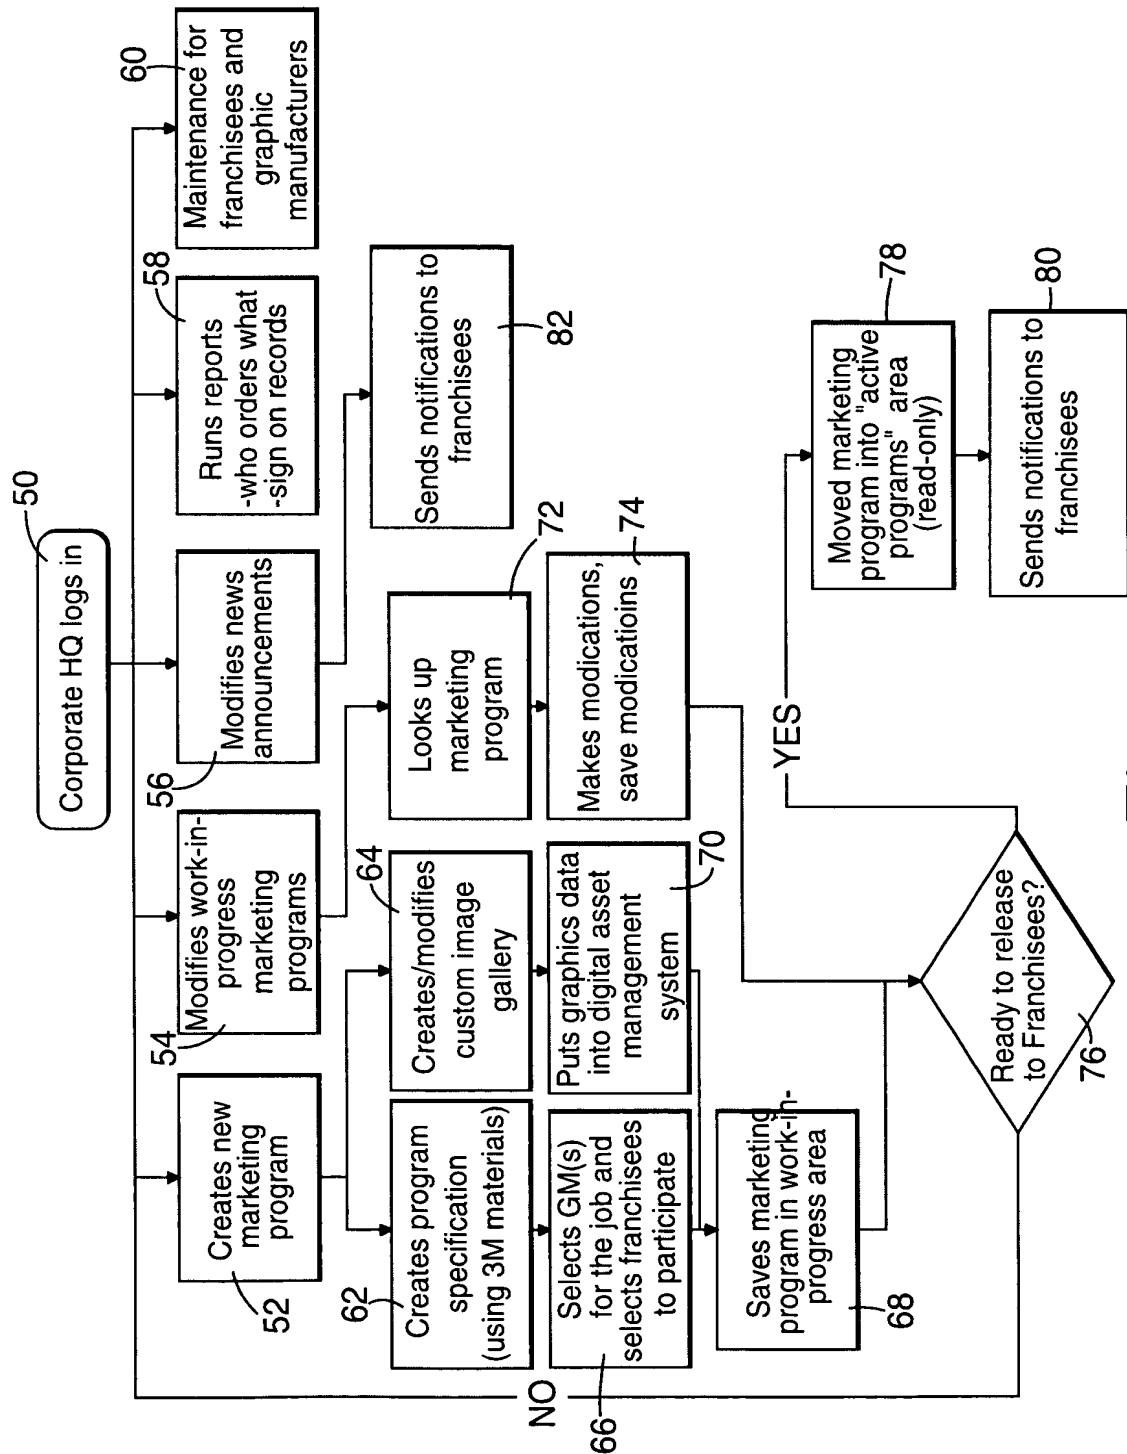 50
Corporate HQ logs in
52
Creates new
marketing
program
54
Modifies work-in-
progress
marketing
programs
56
Modifies news
announcements
58
Runs reports
-who orders what
-sign on records
60
Maintenance for
franchisees and
graphic
manufacturers
62
Creates program
specification
(using 3M materials)
64
Creates/modifies
custom image
gallery
72
Looks up
marketing
program
82
Sends notifications to
franchisees
66
Selects GM(s)
for the job and
selects franchisees
to participate
70
Puts graphics data
into digital asset
management
system
74
Makes modications,
save modicatioins
68
Saves marketing
program in work-in-
progress area
NO
76
Ready to release
to Franchisees?
YES
78
Moved marketing
program into "active
programs" area
(read-only)
80
Sends notifications to
franchisees